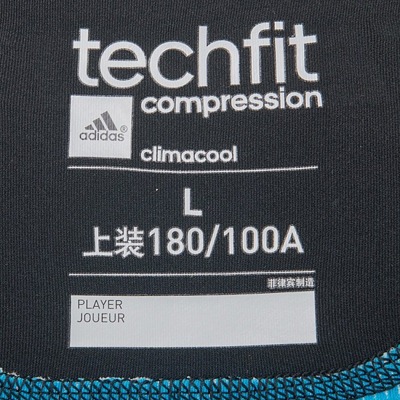 techfit
compression
adidas®
climacool
L
上装180/100A
菲律宾制造
PLAYER
JOUEUR